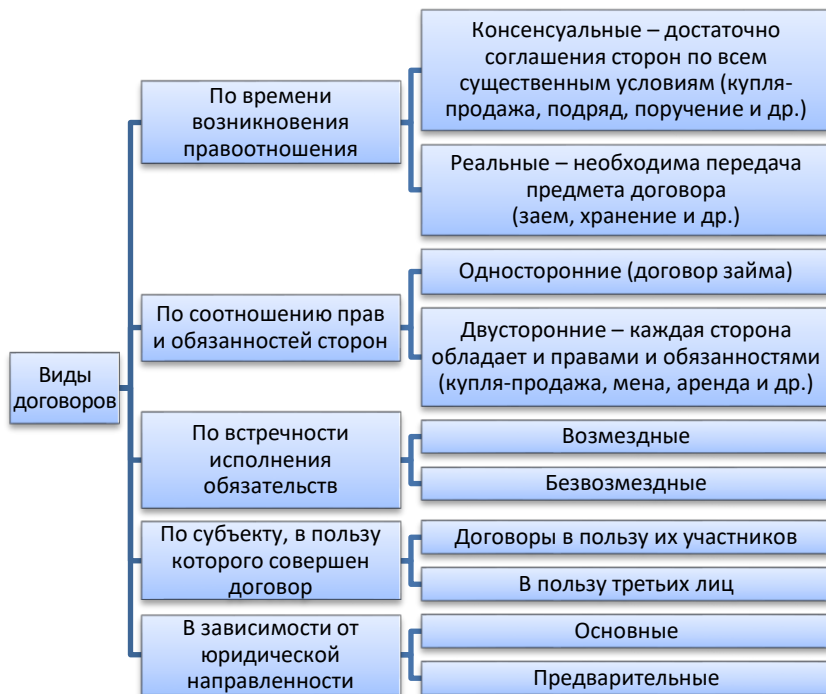 Виды
договоров
По времени
возникновения
правоотношения
Консенсуальные – достаточно
соглашения сторон по всем
существенным условиям (купля-
продажа, подряд, поручение и др.)
Реальные – необходима передача
предмета договора
(заем, хранение и др.)
По соотношению прав
и обязанностей сторон
Односторонние (договор займа)
Двусторонние – каждая сторона
обладает и правами и обязанностями
(купля-продажа, мена, аренда и др.)
По встречности
исполнения
обязательств
Возмездные
Безвозмездные
По субъекту, в пользу
которого совершен
договор
Договоры в пользу их участников
В пользу третьих лиц
В зависимости от
юридической
направленности
Основные
Предварительные